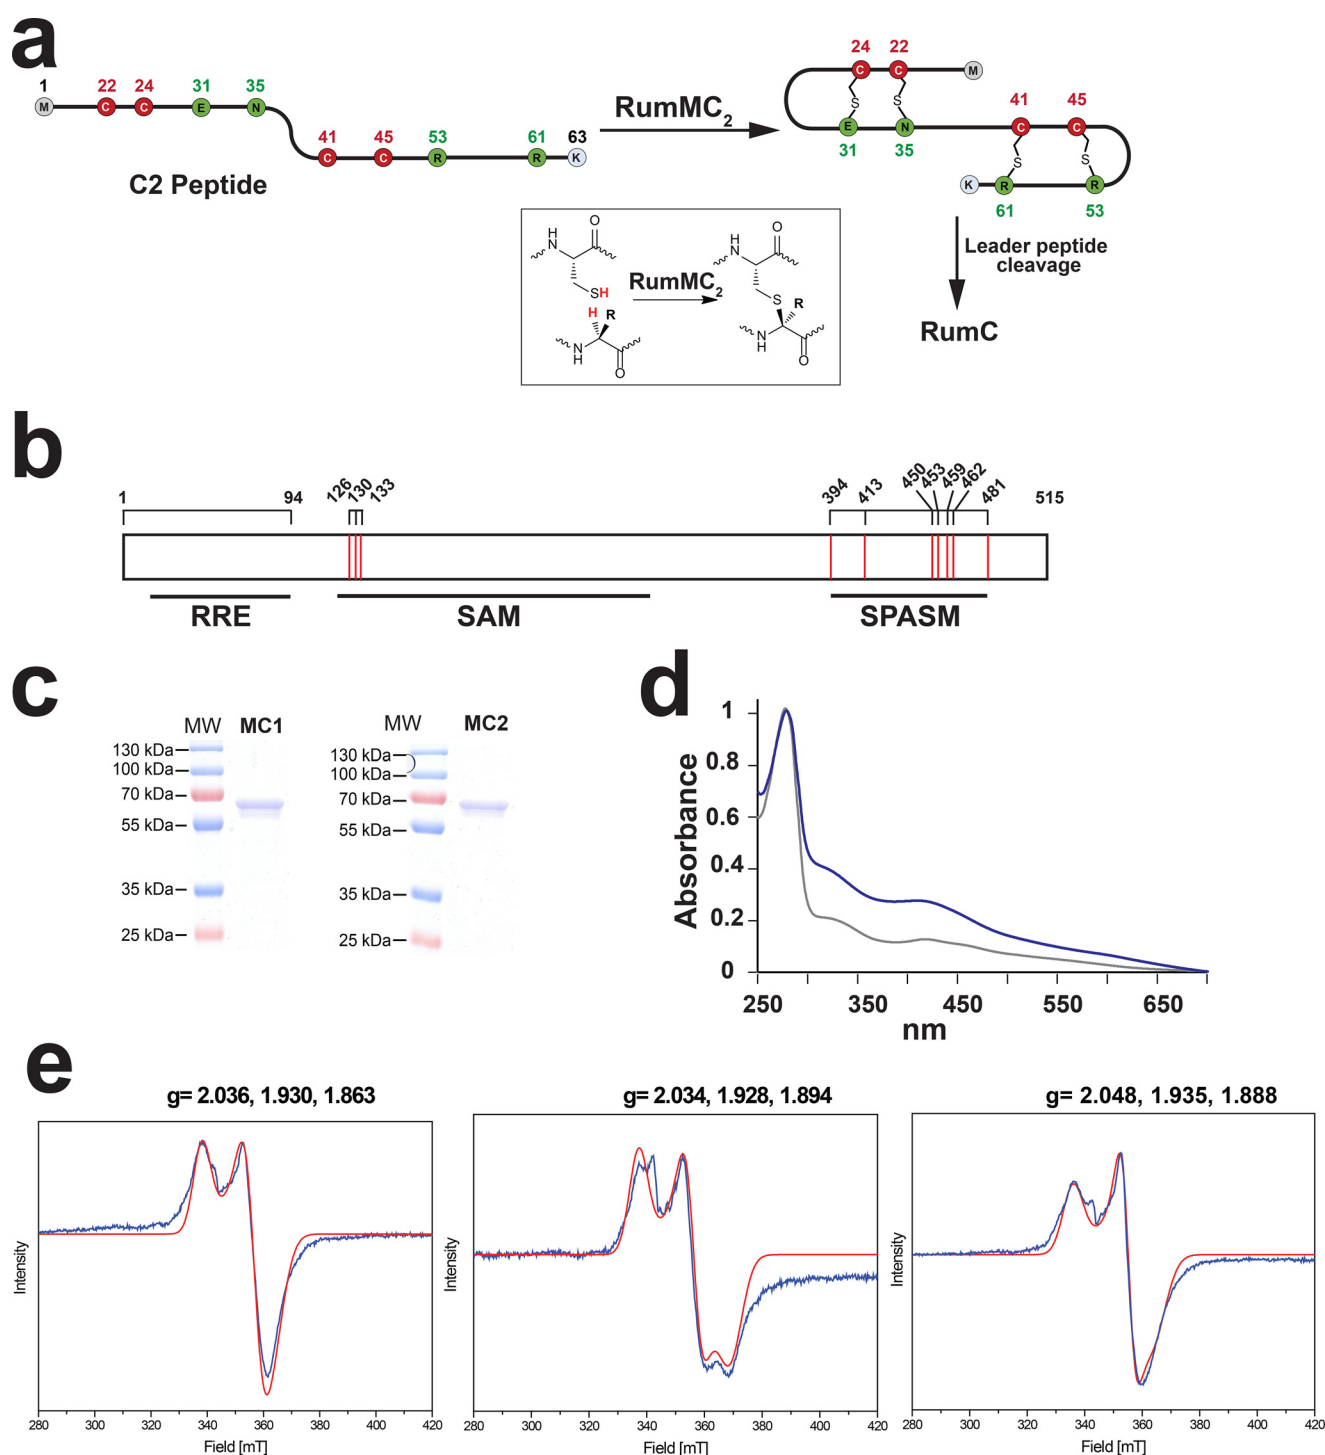 a
1 22 24 31 35
M C C E N
41 45 53 61 63
C C R R K
C2 Peptide
RumMC2
24 22
C C M
S S
E N
31 35
41 45
C C
S S
K R R
61 53
Leader peptide
cleavage
RumC
H
N
O
SH
H R
N
H
O
RumMC2
H
N
O
S R
N
H
O
b
1 94 126 130 133 394 413 450 453 459 462 481 515
RRE SAM SPASM
c
MW MC1
130 kDa
100 kDa
70 kDa
55 kDa
35 kDa
25 kDa
MW MC2
130 kDa
100 kDa
70 kDa
55 kDa
35 kDa
25 kDa
d
Absorbance
1
0.8
0.6
0.4
0.2
0
250 350 450 550 650
nm
e
g= 2.036, 1.930, 1.863
Intensity
280 300 320 340 360 380 400 420
Field [mT]
g= 2.034, 1.928, 1.894
Intensity
280 300 320 340 360 380 400 420
Field [mT]
g= 2.048, 1.935, 1.888
Intensity
280 300 320 340 360 380 400 420
Field [mT]